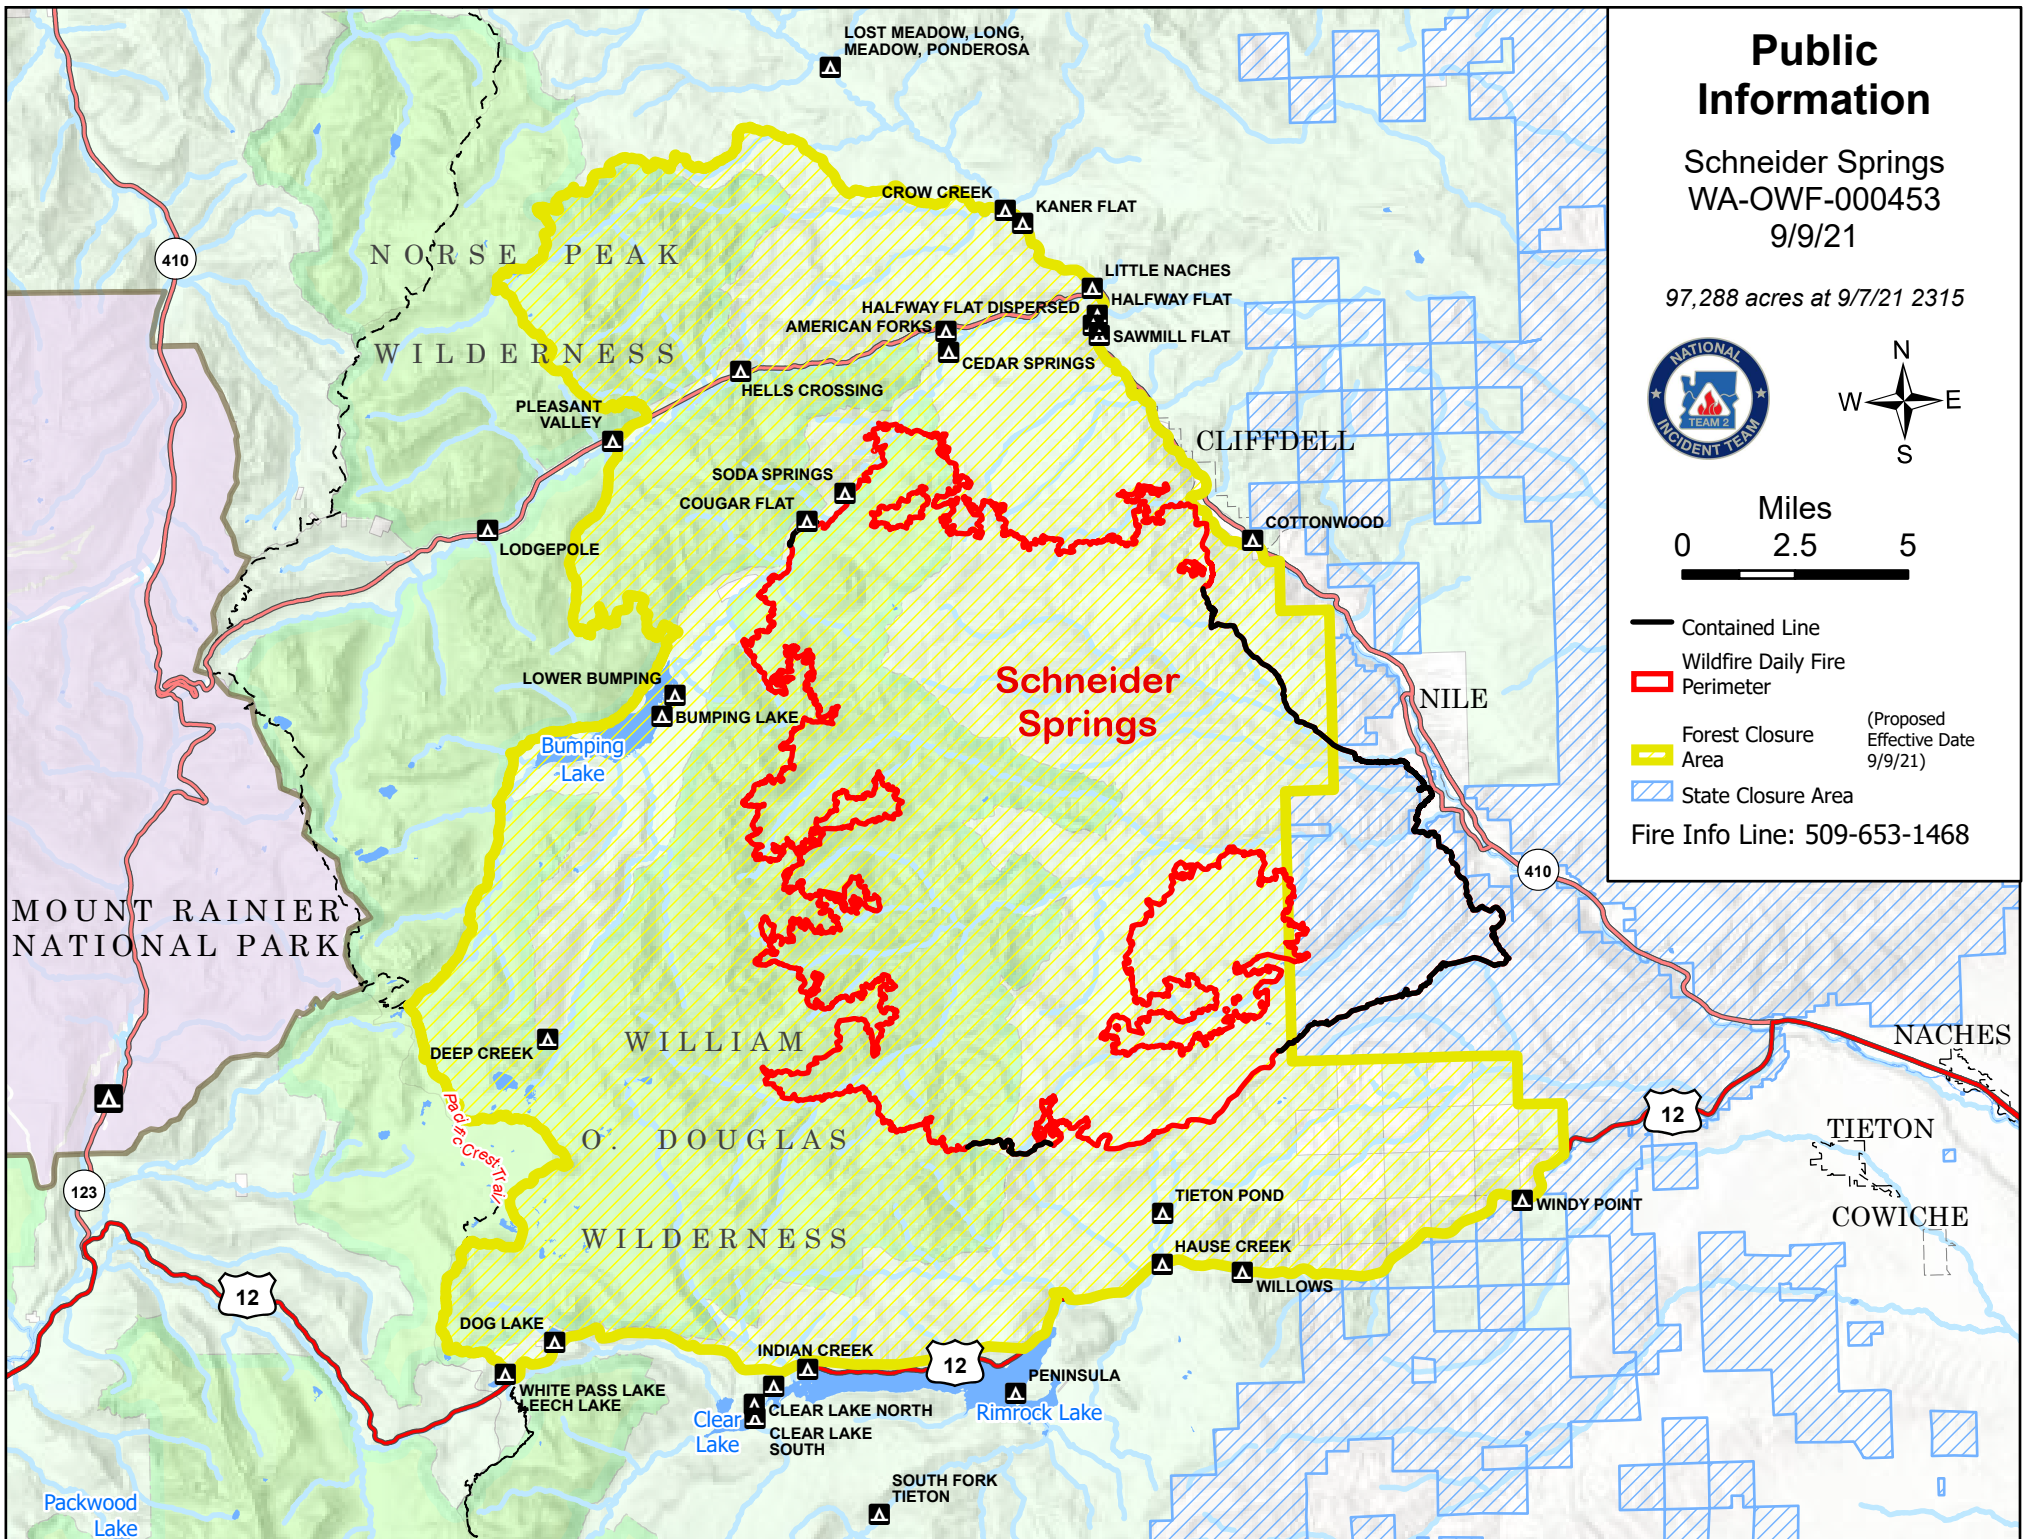 Public
Information
Schneider Springs
WA-OWF-000453
9/9/21
97,288 acres at 9/7/21 2315
NATIONAL
INCIDENT TEAM
TEAM 2
N
W
E
S
Miles
0 2.5 5
Contained Line
Wildfire Daily Fire
Perimeter
Forest Closure
Area
(Proposed
Effective Date
9/9/21)
State Closure Area
Fire Info Line: 509-653-1468
LOST MEADOW, LONG,
MEADOW, PONDEROSA
CROW CREEK
KANER FLAT
NORSE PEAK
WILDERNESS
410
LITTLE NACHES
HALFWAY FLAT DISPERSED
HALFWAY FLAT
AMERICAN FORKS
SAWMILL FLAT
CEDAR SPRINGS
HELLS CROSSING
PLEASANT
VALLEY
CLIFFDELL
SODA SPRINGS
COUGAR FLAT
COTTONWOOD
LODGEPOLE
Schneider
Springs
LOWER BUMPING
BUMPING LAKE
Bumping
Lake
NILE
410
MOUNT RAINIER
NATIONAL PARK
DEEP CREEK
WILLIAM
O. DOUGLAS
WILDERNESS
Pacific Crest Trail
NACHES
12
TIETON
COWICHE
123
TIETON POND
WINDY POINT
HAUSE CREEK
WILLOWS
12
DOG LAKE
INDIAN CREEK
12
WHITE PASS LAKE
LEECH LAKE
PENINSULA
CLEAR LAKE NORTH
Rimrock Lake
Clear
Lake
CLEAR LAKE
SOUTH
SOUTH FORK
TIETON
Packwood
Lake